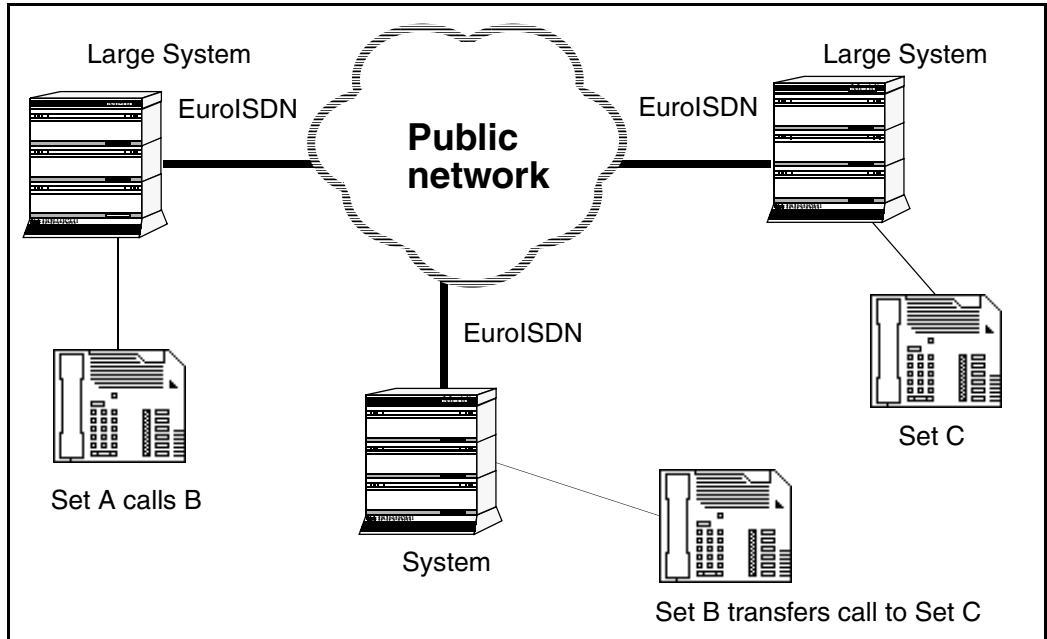 Large System
Large System
EuroISDN
EuroISDN
Public
network
EuroISDN
Set C
Set A calls B
System
Set B transfers call to Set C